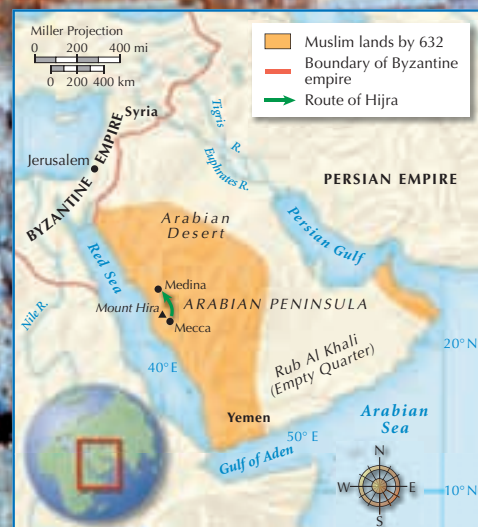 Miller Projection
0 200 400 mi
0 200 400 km
Muslim lands by 632
Boundary of Byzantine
empire
Route of Hijra
Syria
Tigris
R.
Euphrates R.
Jerusalem
BYZANTINE EMPIRE
PERSIAN EMPIRE
Arabian
Desert
Persian Gulf
Red Sea
Medina
Mount Hira
ARABIAN PENINSULA
Mecca
Nile R.
20° N
Rub Al Khali
(Empty Quarter)
40° E
Yemen
Arabian
Sea
50° E
Gulf of Aden
N
W E
S
10° N